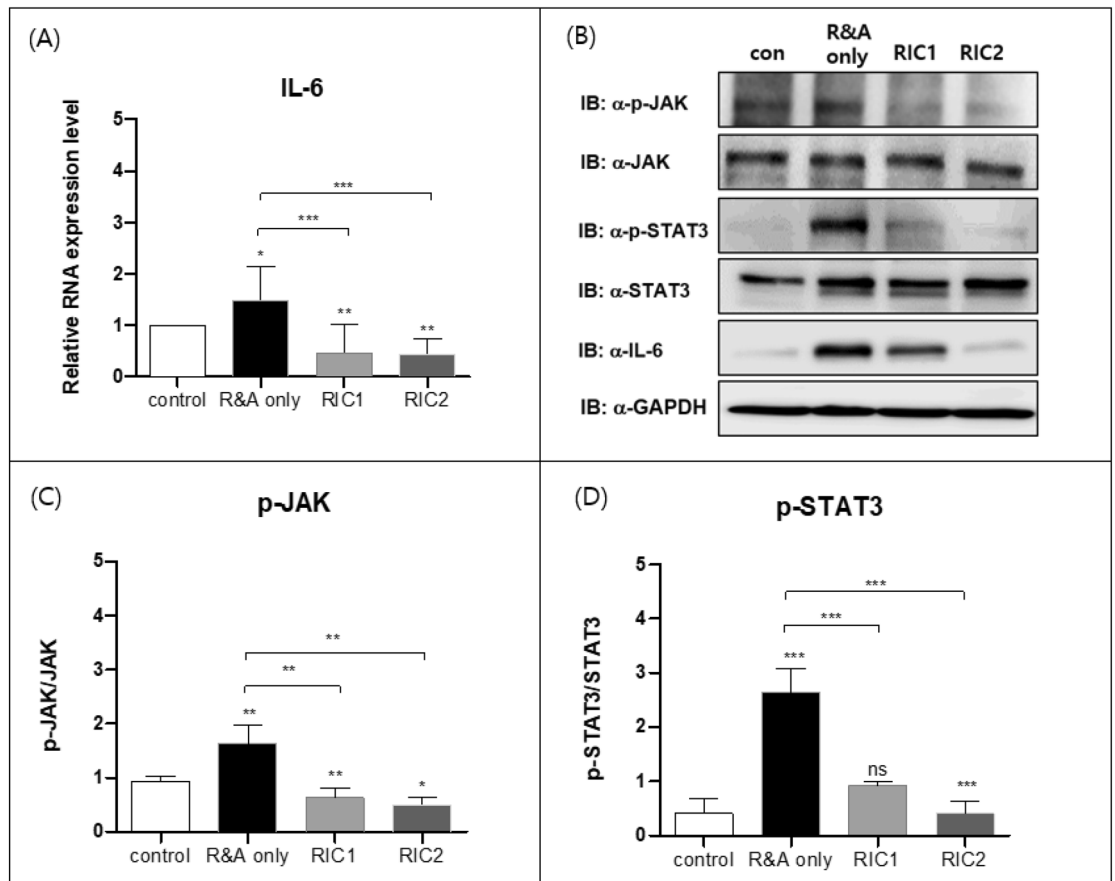 (A)
IL-6
Relative RNA expression level
5
4
3
2
1
0
***
***
*
**
**
control R&A only RIC1 RIC2
(B)
con R&A only RIC1 RIC2
IB: α-p-JAK
IB: α-JAK
IB: α-p-STAT3
IB: α-STAT3
IB: α-IL-6
IB: α-GAPDH
(C)
p-JAK
p-JAK/JAK
5
4
3
2
1
0
**
**
**
**
*
control R&A only RIC1 RIC2
(D)
p-STAT3
p-STAT3/STAT3
5
4
3
2
1
0
***
***
***
ns
***
control R&A only RIC1 RIC2